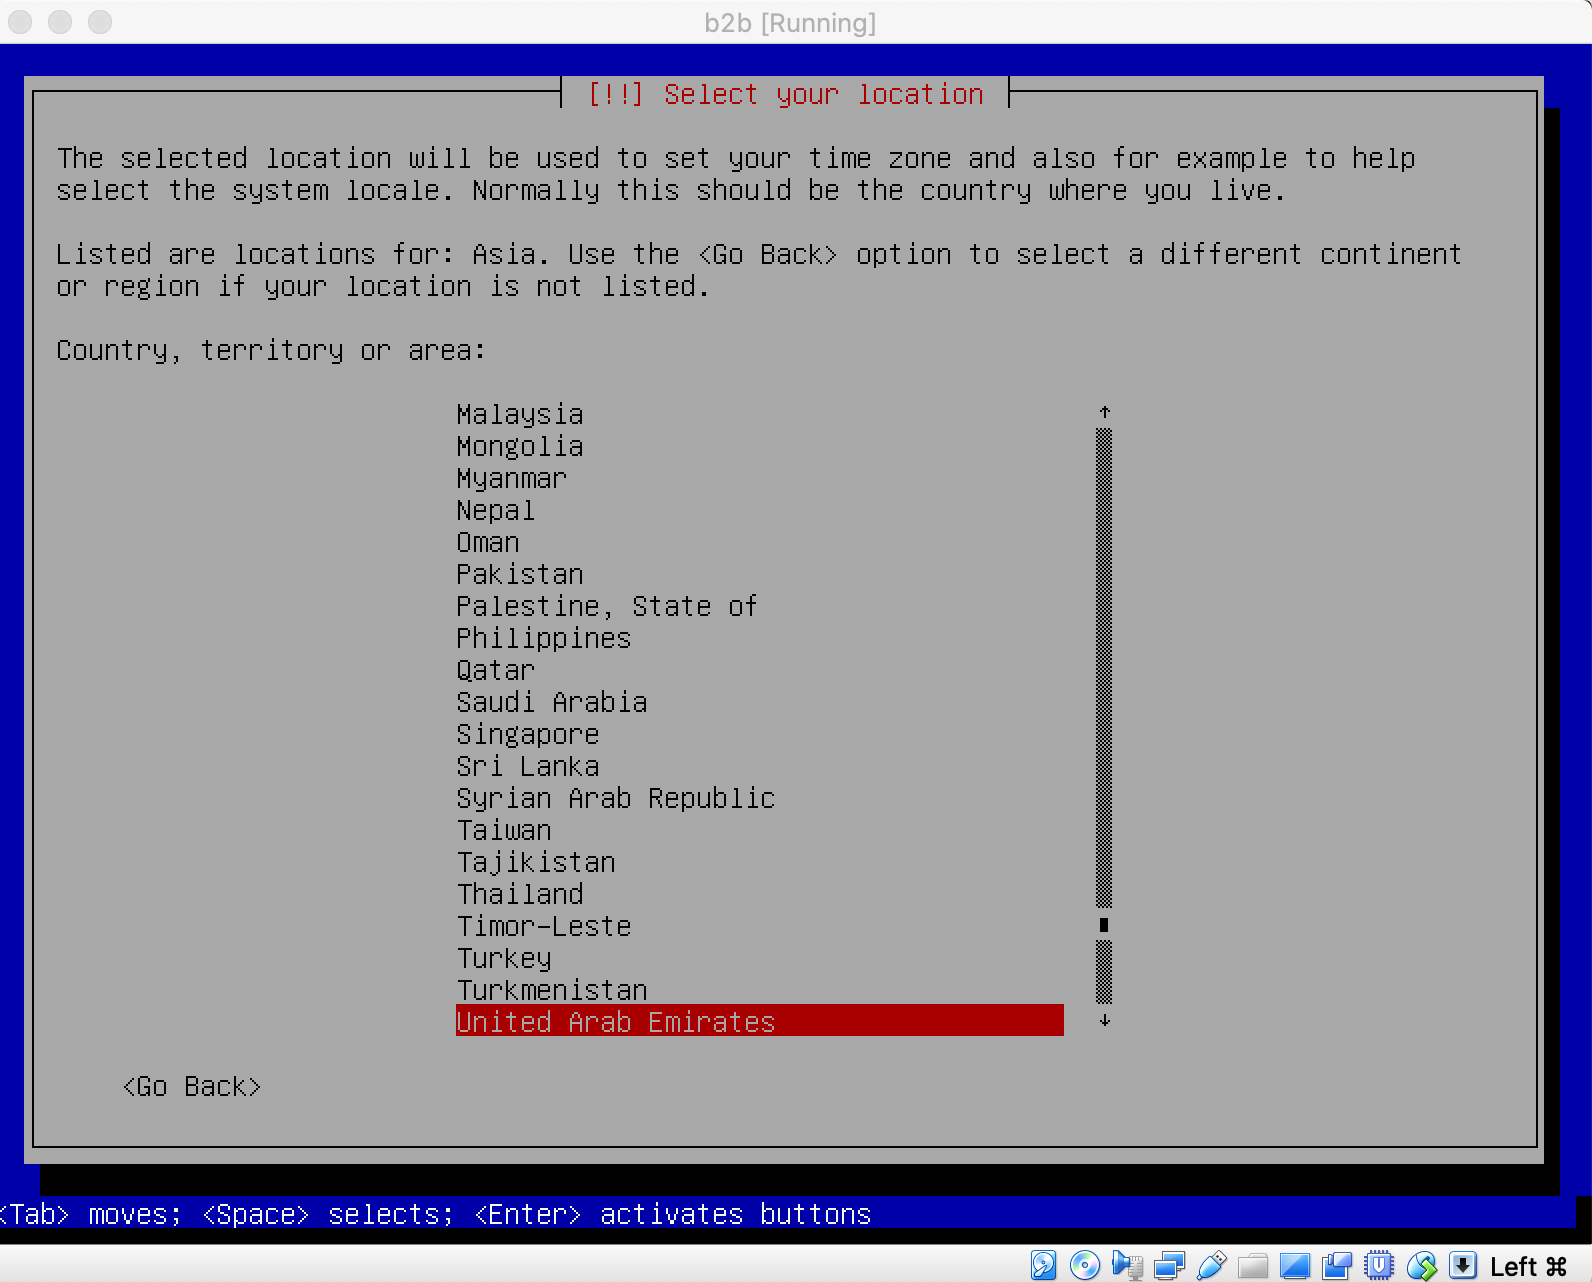 b2b [Running]
[!!] Select your location
The selected location will be used to set your time zone and also for example to help
select the system locale. Normally this should be the country where you live.
Listed are locations for: Asia. Use the <Go Back> option to select a different continent
or region if your location is not listed.
Country, territory or area:
Malaysia
Mongolia
Myanmar
Nepal
Oman
Pakistan
Palestine, State of
Philippines
Qatar
Saudi Arabia
Singapore
Sri Lanka
Syrian Arab Republic
Taiwan
Tajikistan
Thailand
Timor-Leste
Turkey
Turkmenistan
United Arab Emirates
<Go Back>
<Tab> moves; <Space> selects; <Enter> activates buttons
Left ⌘